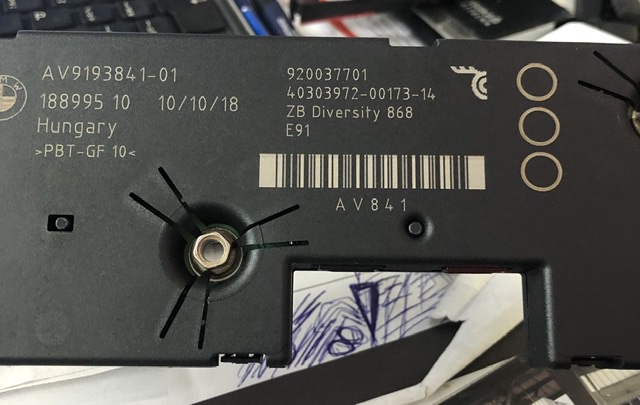 AV9193841-01
188995 10 10/10/18
Hungary
>PBT-GF 10<
920037701
40303972-00173-14
ZB Diversity 868
E91
AV841